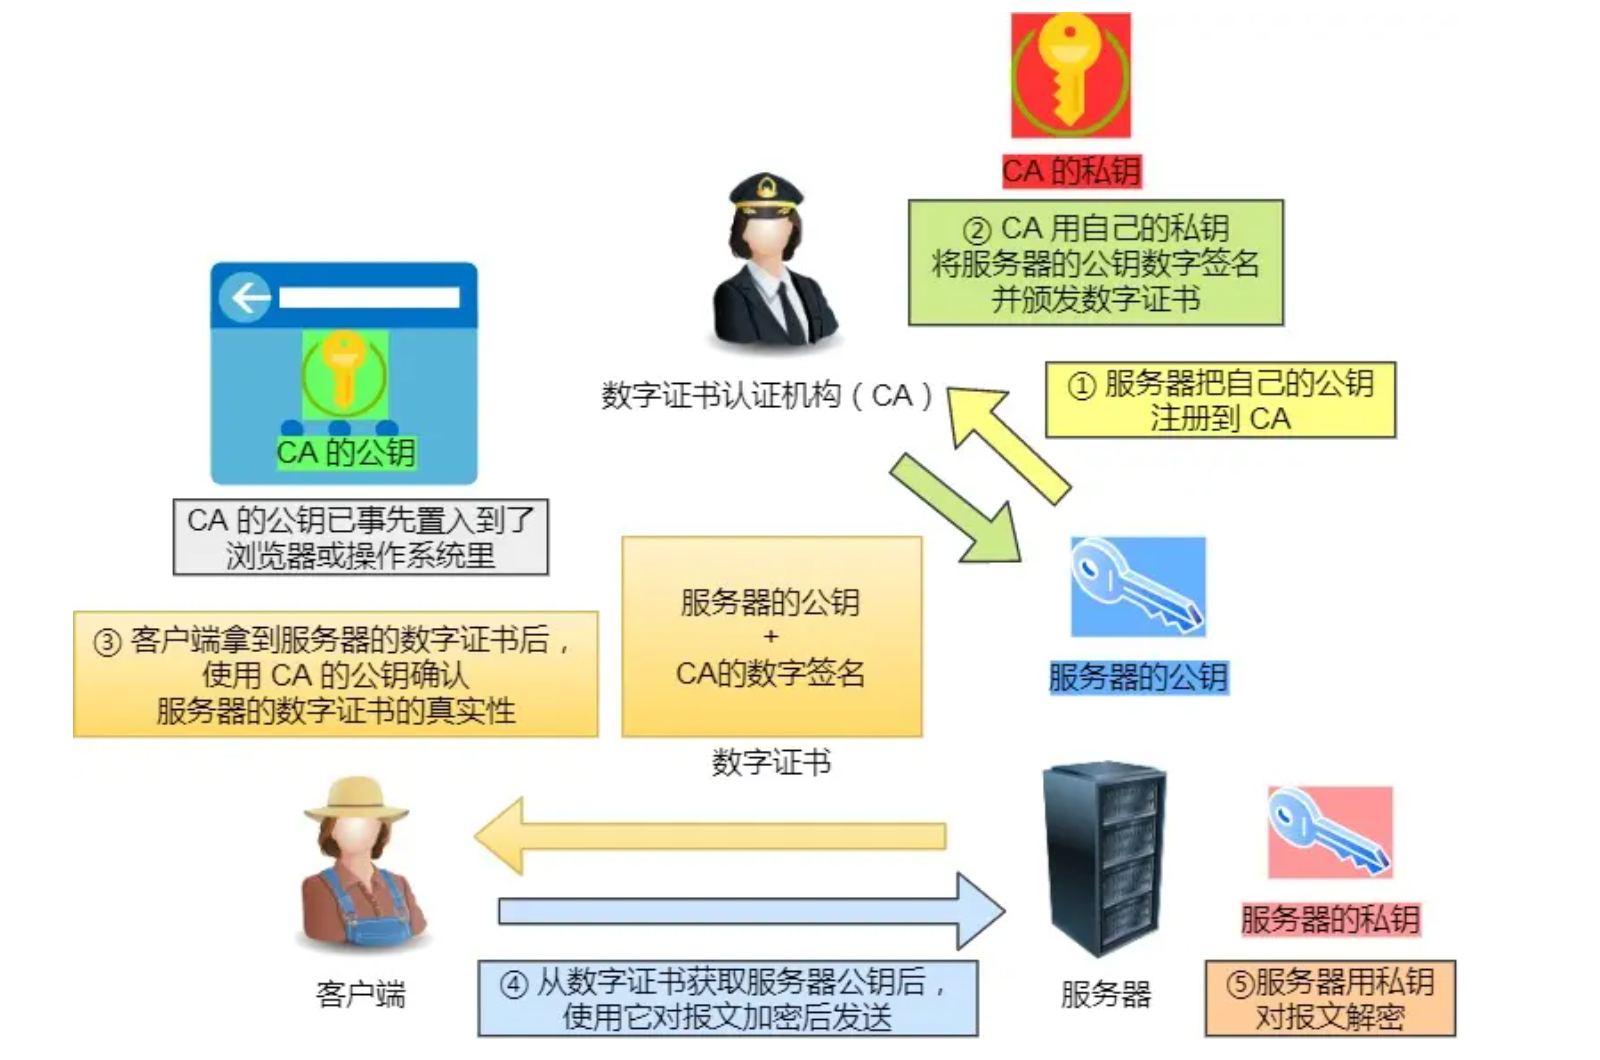 CA 的私钥
② CA 用自己的私钥
将服务器的公钥数字签名
并颁发数字证书
数字证书认证机构（CA）
① 服务器把自己的公钥
注册到 CA
CA 的公钥
CA 的公钥已事先置入到了
浏览器或操作系统里
服务器的公钥
+
CA的数字签名
数字证书
服务器的公钥
③ 客户端拿到服务器的数字证书后，
使用 CA 的公钥确认
服务器的数字证书的真实性
客户端
④ 从数字证书获取服务器公钥后，
使用它对报文加密后发送
服务器
服务器的私钥
⑤服务器用私钥
对报文解密